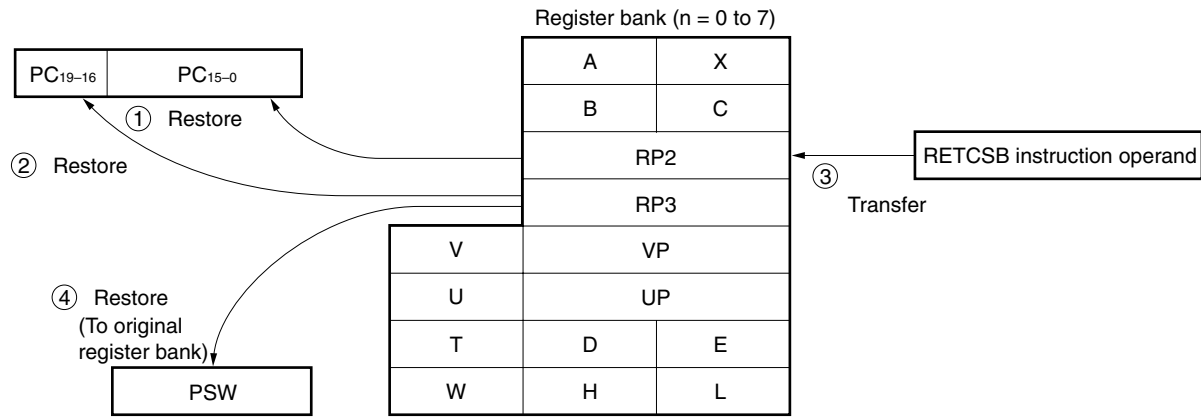 Register bank (n = 0 to 7)
PC19–16 PC15–0
A X
B C
① Restore
② Restore
RP2
RETCSB instruction operand
③
Transfer
RP3
V VP
U UP
④ Restore
(To original
register bank)
T D E
PSW
W H L